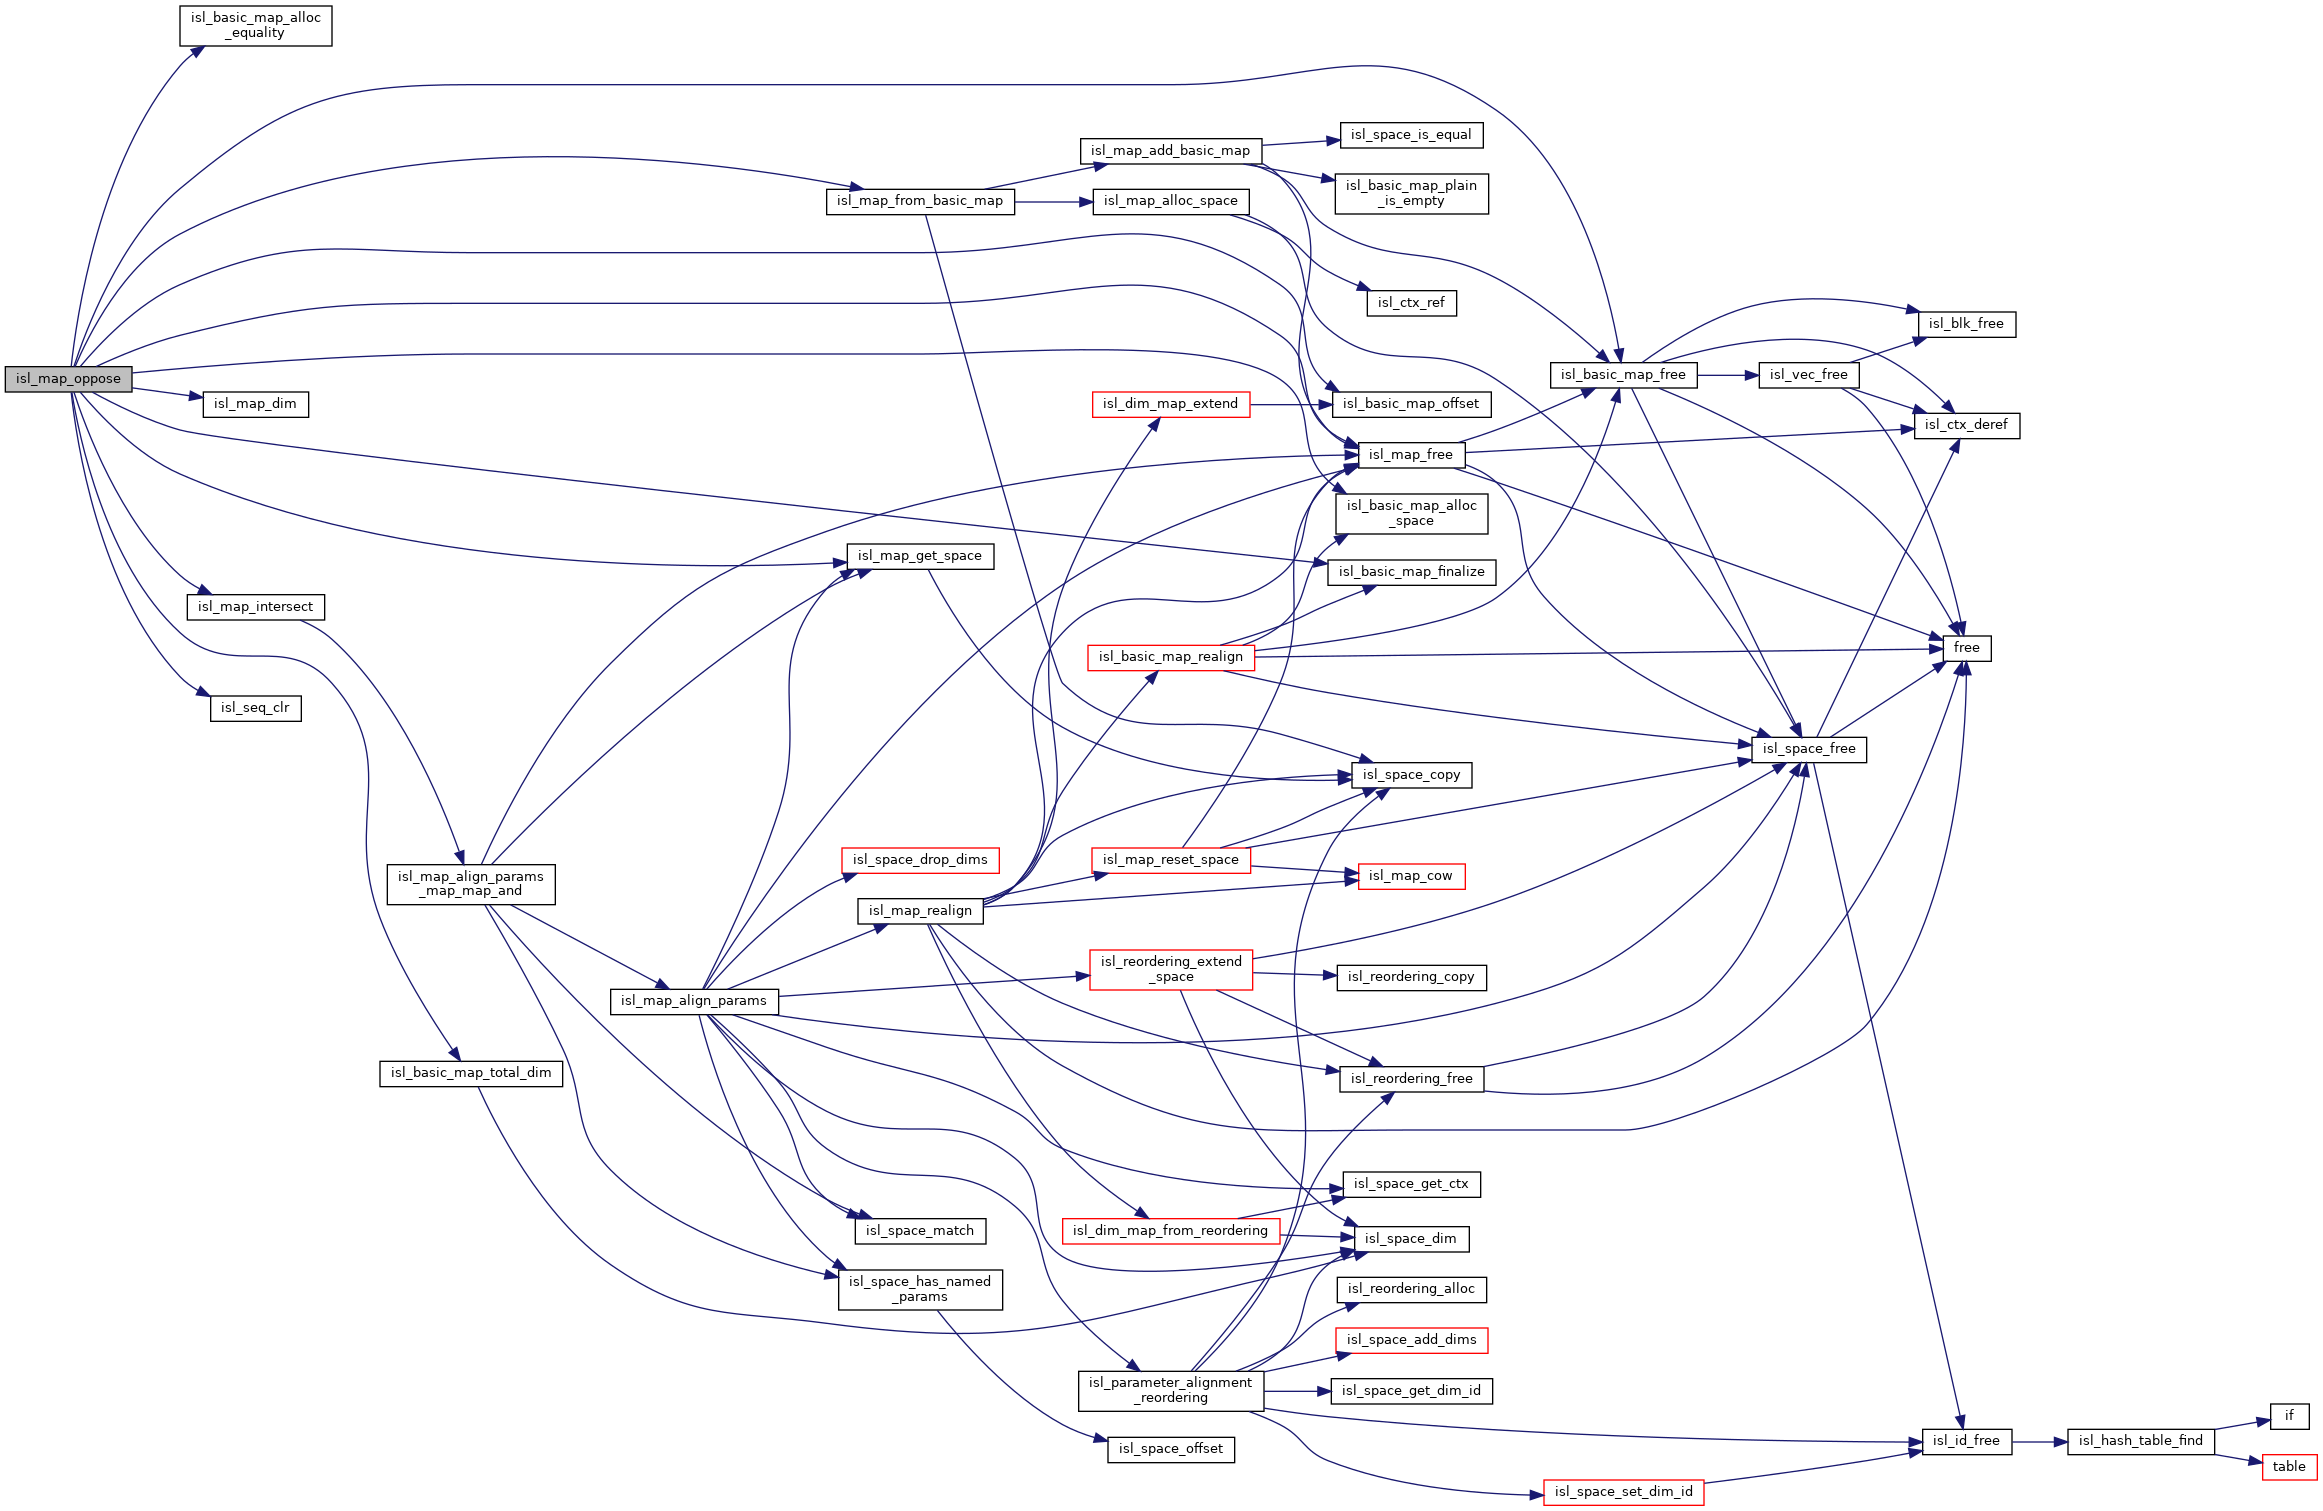 isl_basic_map_alloc
_equality
isl_space_is_equal
isl_map_add_basic_map
isl_basic_map_plain
_is_empty
isl_map_from_basic_map
isl_map_alloc_space
isl_ctx_ref
isl_blk_free
isl_map_oppose
isl_basic_map_free
isl_vec_free
isl_map_dim
isl_dim_map_extend
isl_basic_map_offset
isl_ctx_deref
isl_map_free
isl_basic_map_alloc
_space
isl_map_get_space
isl_basic_map_finalize
isl_map_intersect
isl_basic_map_realign
free
isl_seq_clr
isl_space_free
isl_space_copy
isl_space_drop_dims
isl_map_reset_space
isl_map_align_params
_map_map_and
isl_map_cow
isl_map_realign
isl_reordering_extend
_space
isl_reordering_copy
isl_map_align_params
isl_basic_map_total_dim
isl_reordering_free
isl_space_get_ctx
isl_space_match
isl_dim_map_from_reordering
isl_space_dim
isl_space_has_named
_params
isl_reordering_alloc
isl_space_add_dims
isl_parameter_alignment
_reordering
isl_space_get_dim_id
if
isl_space_offset
isl_id_free
isl_hash_table_find
table
isl_space_set_dim_id